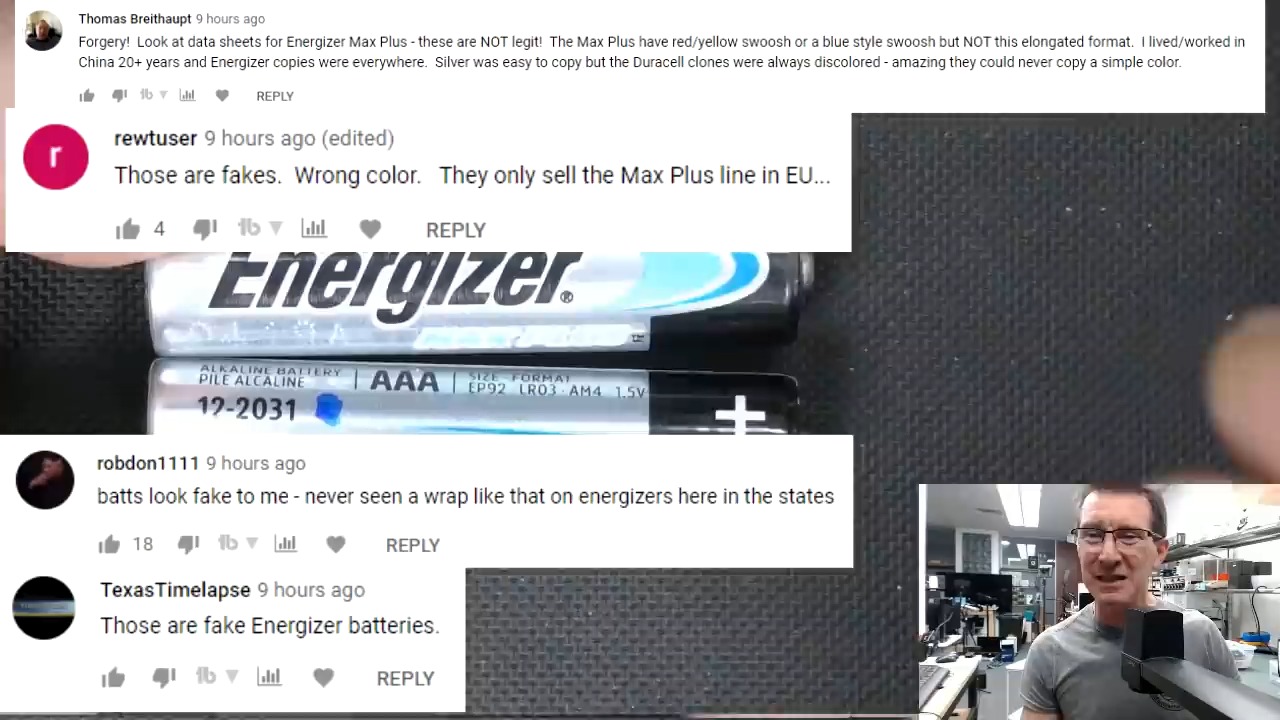 Thomas Breithaupt 9 hours ago
Forgery! Look at data sheets for Energizer Max Plus - these are NOT legit! The Max Plus have red/yellow swoosh or a blue style swoosh but NOT this elongated format. I lived/worked in
China 20+ years and Energizer copies were everywhere. Silver was easy to copy but the Duracell clones were always discolored - amazing they could never copy a simple color.
REPLY
r
rewtuser 9 hours ago (edited)
Those are fakes. Wrong color. They only sell the Max Plus line in EU...
4 REPLY
Energizer®
ALKALINE BATTERY
PILE ALCALINE
AAA
SIZE FORMAT
EP92 LR03 · AM4 1.5V
12-2031
+
robdon1111 9 hours ago
batts look fake to me - never seen a wrap like that on energizers here in the states
18 REPLY
TexasTimelapse 9 hours ago
Those are fake Energizer batteries.
REPLY